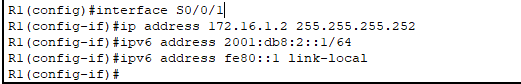 R1(config)#interface S0/0/1
R1(config-if)#ip address 172.16.1.2 255.255.255.252
R1(config-if)#ipv6 address 2001:db8:2::1/64
R1(config-if)#ipv6 address fe80::1 link-local
R1(config-if)#